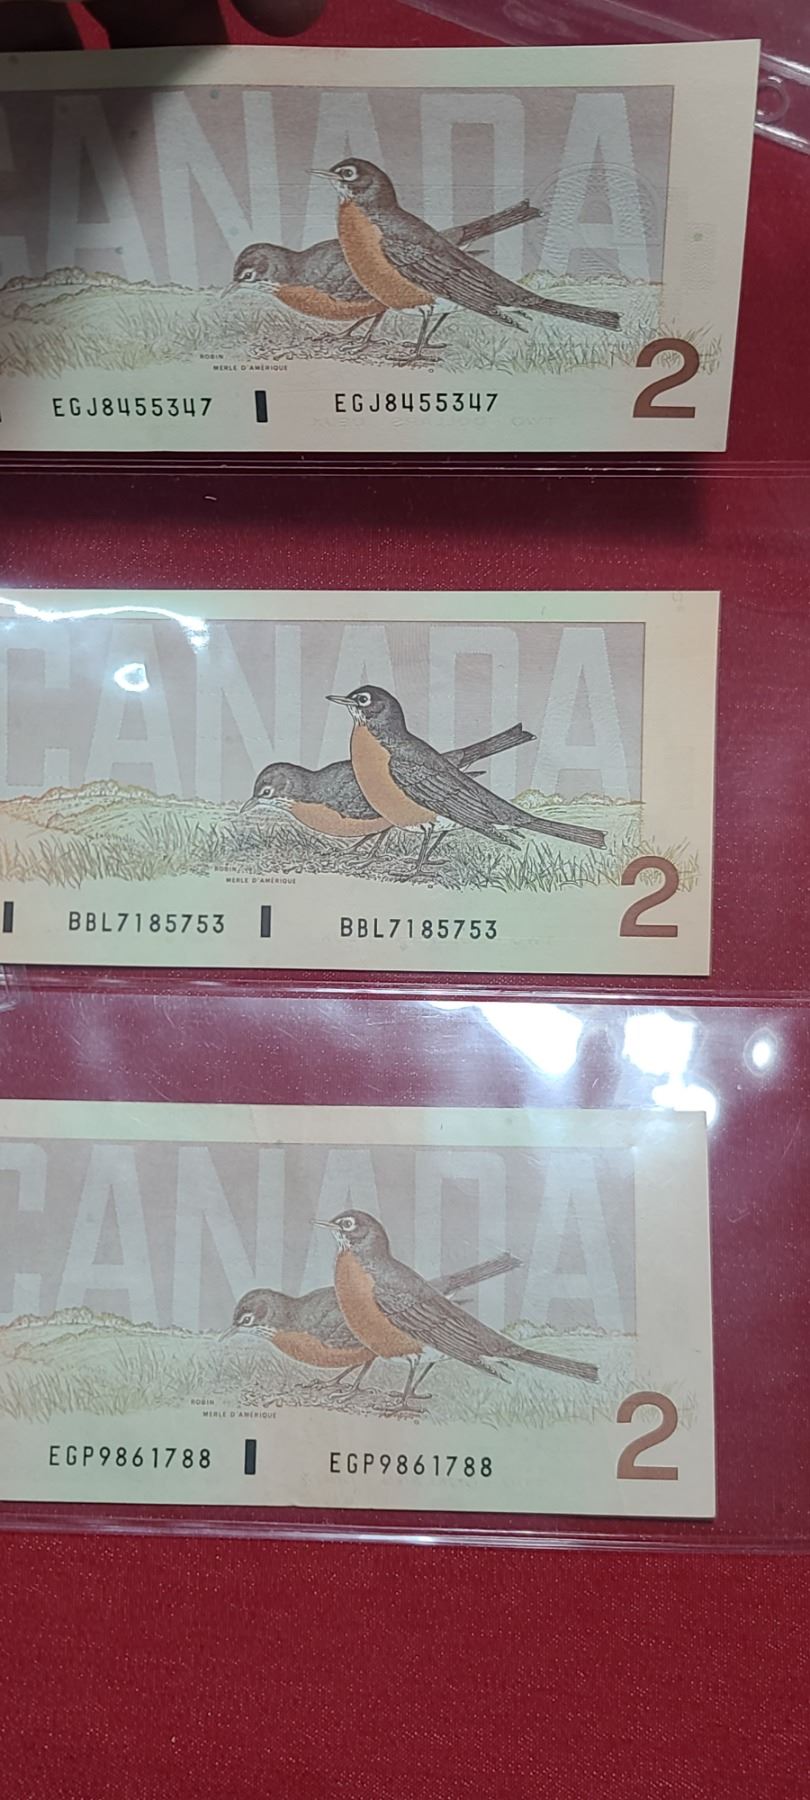 CANADA
ROBIN
MERLE D'AMÉRIQUE
EGJ8455347 EGJ8455347 2
CANADA
ROBIN
MERLE D'AMÉRIQUE
BBL7185753 BBL7185753 2
CANADA
ROBIN
MERLE D'AMÉRIQUE
EGP9861788 EGP9861788 2